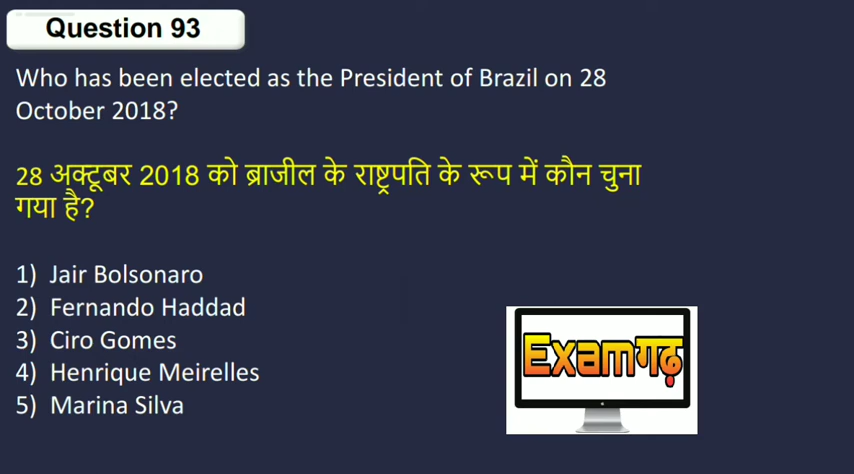 Question 93
Who has been elected as the President of Brazil on 28
October 2018?
28 अक्टूबर 2018 को ब्राजील के राष्ट्रपति के रूप में कौन चुना
गया है?
1) Jair Bolsonaro
2) Fernando Haddad
3) Ciro Gomes
4) Henrique Meirelles
5) Marina Silva
Examगढ़